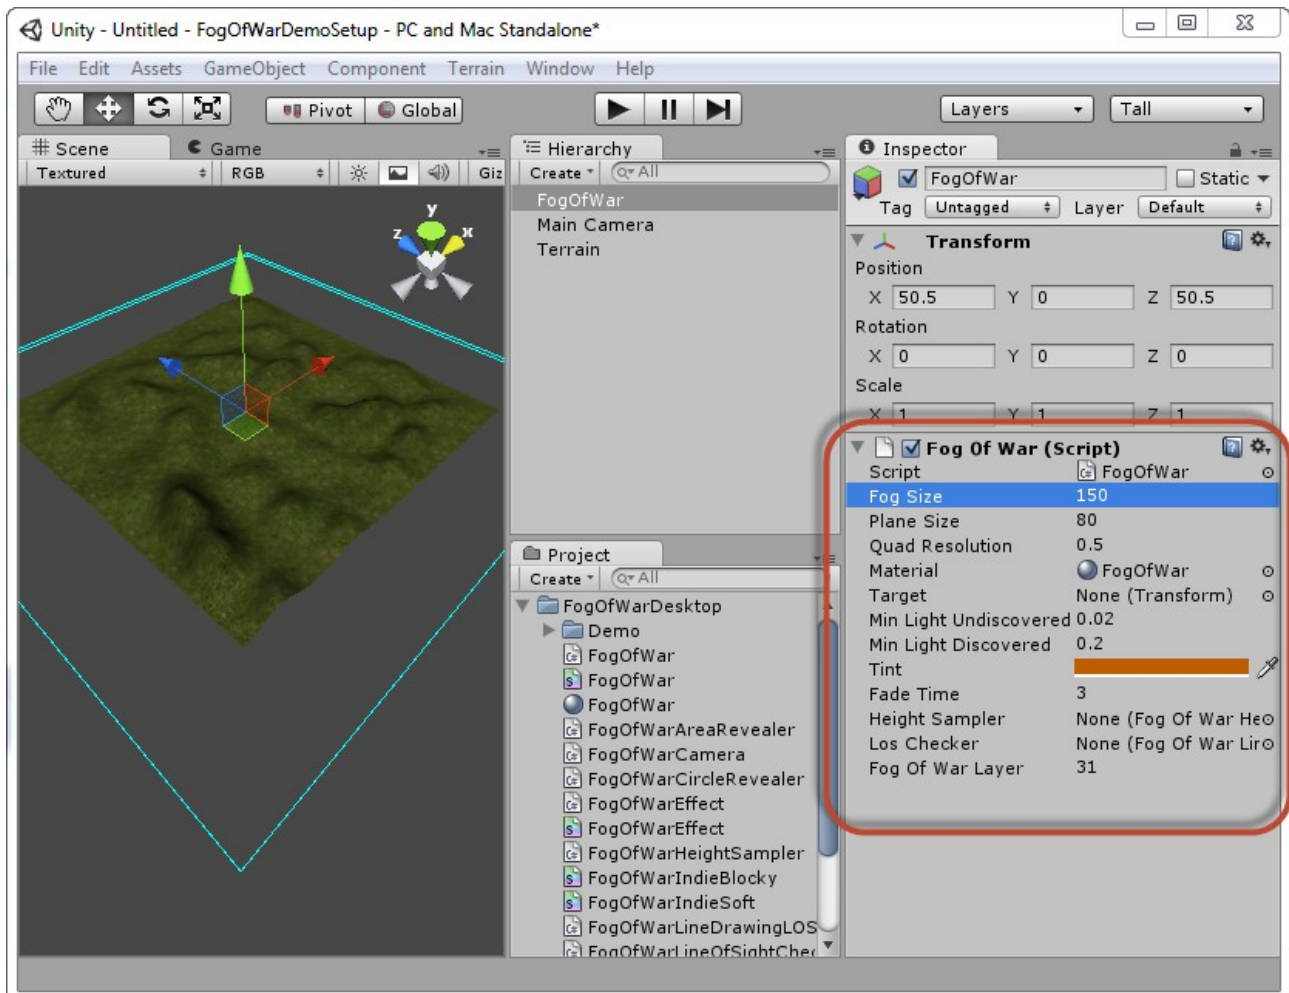 Unity - Untitled - FogOfWarDemoSetup - PC and Mac Standalone*
File Edit Assets GameObject Component Terrain Window Help
Pivot Global Layers Tall
Scene Game
Textured RGB Giz
y
z x
Hierarchy
Create All
FogOfWar
Main Camera
Terrain
Project
Create All
FogOfWarDesktop
Demo
FogOfWar
FogOfWar
FogOfWar
FogOfWarAreaRevealer
FogOfWarCamera
FogOfWarCircleRevealer
FogOfWarEffect
FogOfWarEffect
FogOfWarHeightSampler
FogOfWarIndieBlocky
FogOfWarIndieSoft
FogOfWarLineDrawingLOS
FogOfWarLineOfSightChe
Inspector
FogOfWar Static
Tag Untagged Layer Default
Transform
Position
X 50.5 Y 0 Z 50.5
Rotation
X 0 Y 0 Z 0
Scale
X 1 Y 1 Z 1
Fog Of War (Script)
Script FogOfWar
Fog Size 150
Plane Size 80
Quad Resolution 0.5
Material FogOfWar
Target None (Transform)
Min Light Undiscovered 0.02
Min Light Discovered 0.2
Tint
Fade Time 3
Height Sampler None (Fog Of War He
Los Checker None (Fog Of War Lir
Fog Of War Layer 31